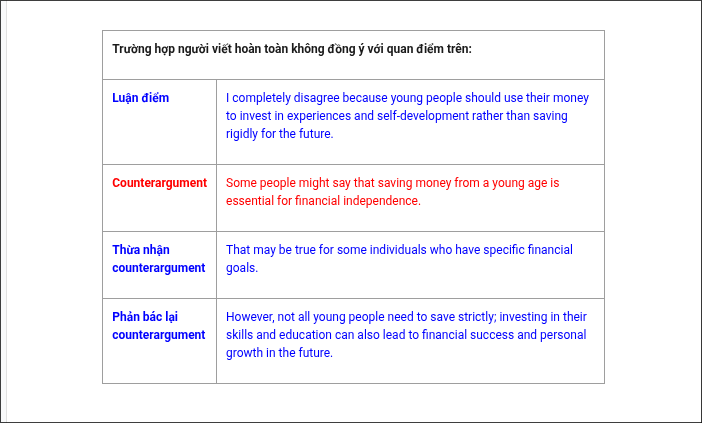 Trường hợp người viết hoàn toàn không đồng ý với quan điểm trên:
Luận điểm
I completely disagree because young people should use their money
to invest in experiences and self-development rather than saving
rigidly for the future.
Counterargument
Some people might say that saving money from a young age is
essential for financial independence.
Thừa nhận
counterargument
That may be true for some individuals who have specific financial
goals.
Phản bác lại
counterargument
However, not all young people need to save strictly; investing in their
skills and education can also lead to financial success and personal
growth in the future.